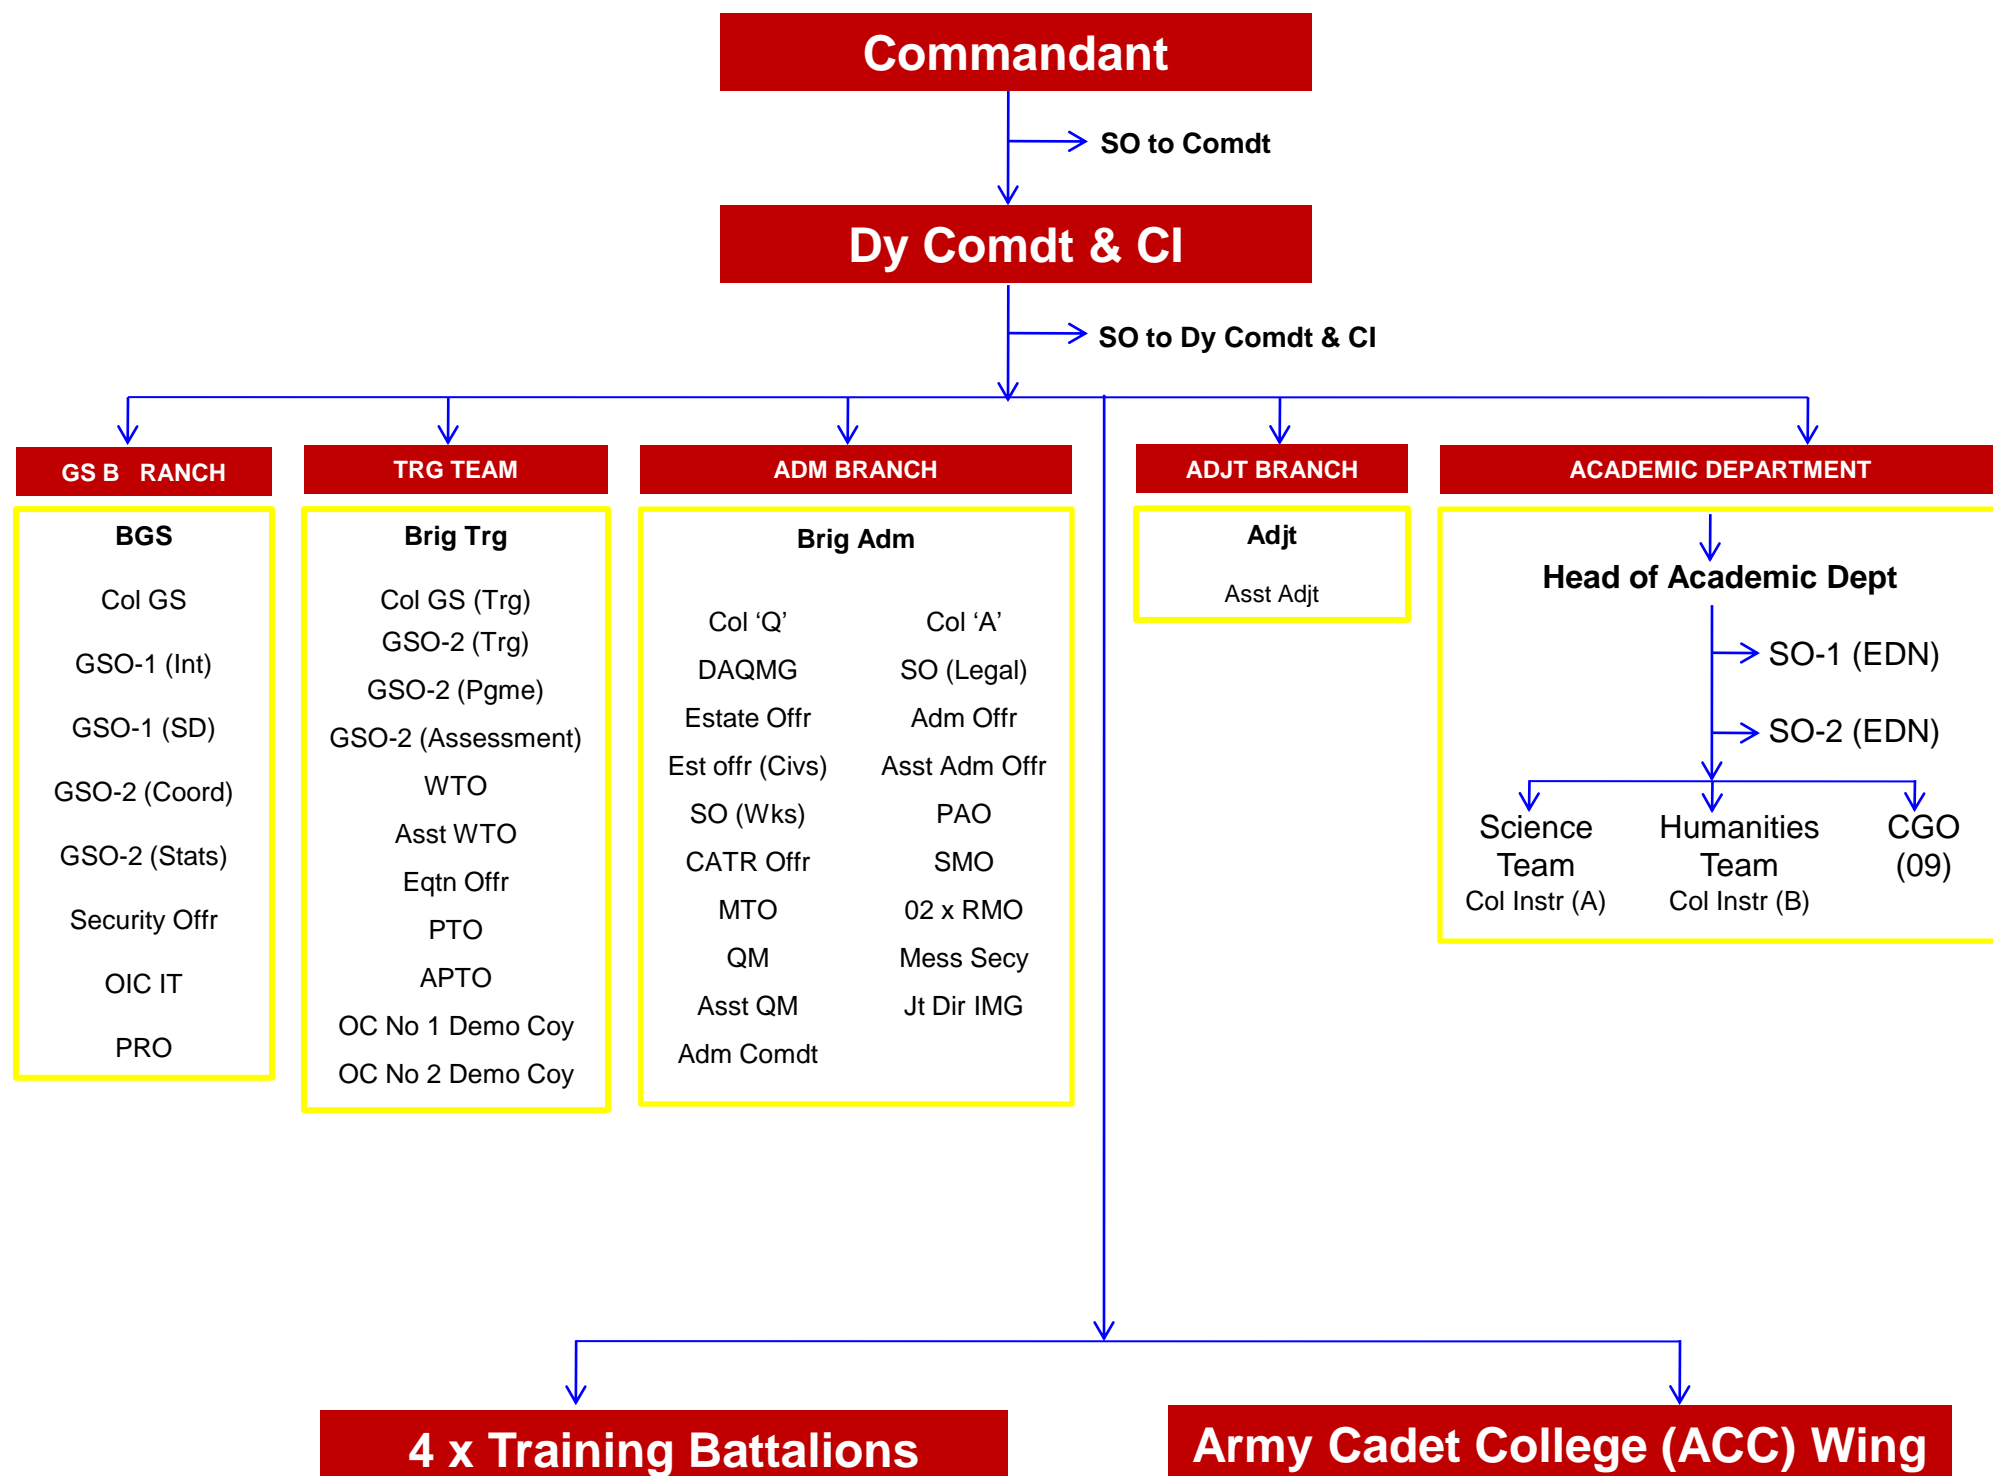 Commandant
SO to Comdt
Dy Comdt & CI
SO to Dy Comdt & CI
GS B RANCH
BGS
Col GS
GSO-1 (Int)
GSO-1 (SD)
GSO-2 (Coord)
GSO-2 (Stats)
Security Offr
OIC IT
PRO
TRG TEAM
Brig Trg
Col GS (Trg)
GSO-2 (Trg)
GSO-2 (Pgme)
GSO-2 (Assessment)
WTO
Asst WTO
Eqtn Offr
PTO
APTO
OC No 1 Demo Coy
OC No 2 Demo Coy
ADM BRANCH
Brig Adm
Col ‘Q’
DAQMG
Estate Offr
Est offr (Civs)
SO (Wks)
CATR Offr
MTO
QM
Asst QM
Adm Comdt
Col ‘A’
SO (Legal)
Adm Offr
Asst Adm Offr
PAO
SMO
02 x RMO
Mess Secy
Jt Dir IMG
ADJT BRANCH
Adjt
Asst Adjt
ACADEMIC DEPARTMENT
Head of Academic Dept
SO-1 (EDN)
SO-2 (EDN)
Science
Team
Col Instr (A)
Humanities
Team
Col Instr (B)
CGO
(09)
4 x Training Battalions
Army Cadet College (ACC) Wing